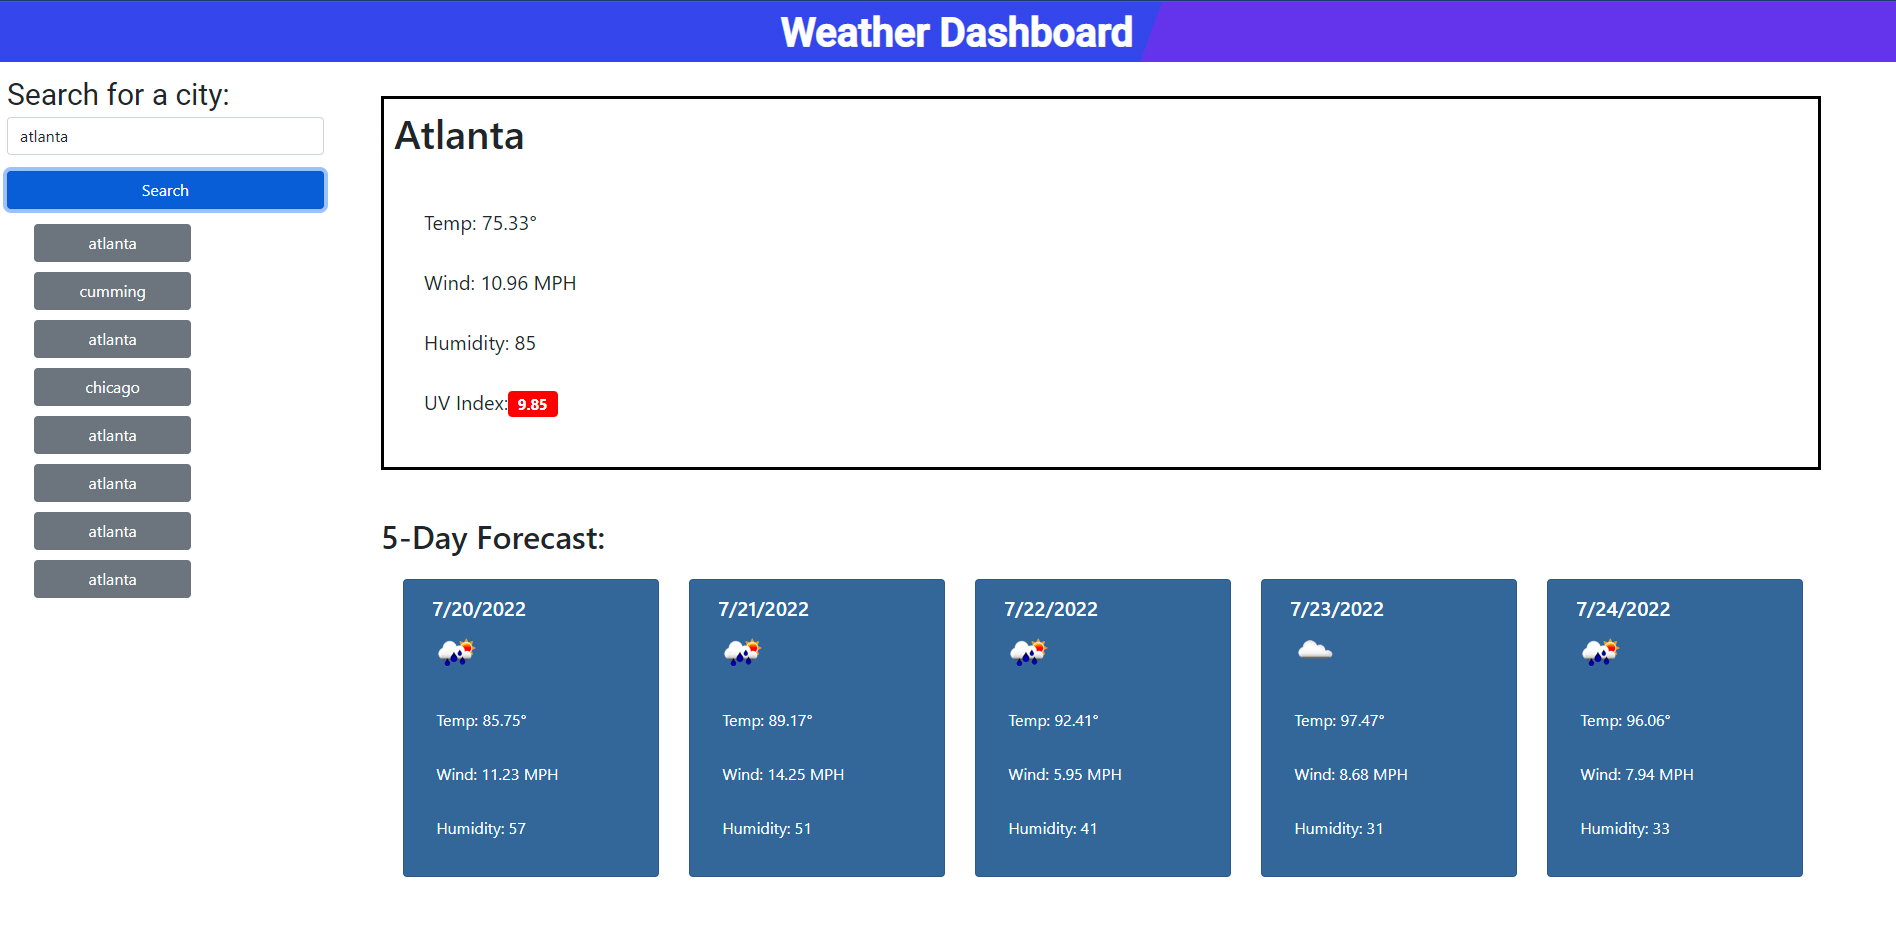 Weather Dashboard
Search for a city:
atlanta
Search
atlanta
cumming
atlanta
chicago
atlanta
atlanta
atlanta
atlanta
Atlanta
Temp: 75.33°
Wind: 10.96 MPH
Humidity: 85
UV Index: 9.85
5-Day Forecast:
7/20/2022
Temp: 85.75°
Wind: 11.23 MPH
Humidity: 57
7/21/2022
Temp: 89.17°
Wind: 14.25 MPH
Humidity: 51
7/22/2022
Temp: 92.41°
Wind: 5.95 MPH
Humidity: 41
7/23/2022
Temp: 97.47°
Wind: 8.68 MPH
Humidity: 31
7/24/2022
Temp: 96.06°
Wind: 7.94 MPH
Humidity: 33